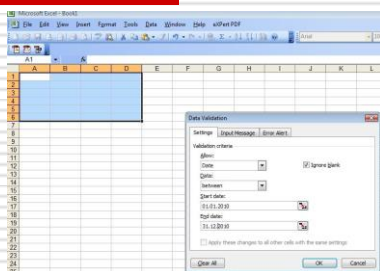 Microsoft Excel - Book1
File Edit View Insert Format Tools Data Window Help eXPert PDF
Arial
A1
A B C D E F G H I J K L
1
2
3
4
5
6
7
8
9
10
11
12
13
14
15
16
17
18
19
20
21
22
23
24
Data Validation
Settings Input Message Error Alert
Validation criteria
Allow:
Date Ignore blank
Data:
between
Start date:
01.01.2010
End date:
31.12.2010
Apply these changes to all other cells with the same settings
Clear All OK Cancel